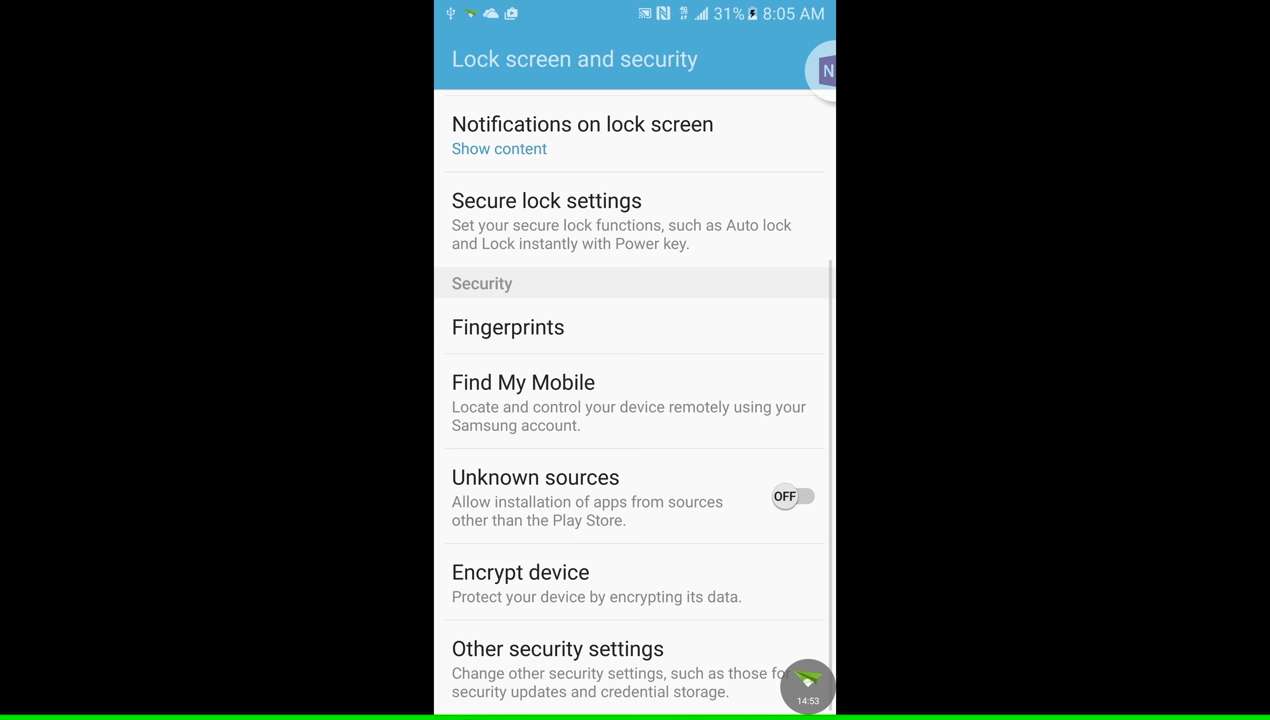 31% 8:05 AM
Lock screen and security
N
Notifications on lock screen
Show content
Secure lock settings
Set your secure lock functions, such as Auto lock
and Lock instantly with Power key.
Security
Fingerprints
Find My Mobile
Locate and control your device remotely using your
Samsung account.
Unknown sources
Allow installation of apps from sources
OFF
other than the Play Store.
Encrypt device
Protect your device by encrypting its data.
Other security settings
Change other security settings, such as those for
security updates and credential storage.
14:53